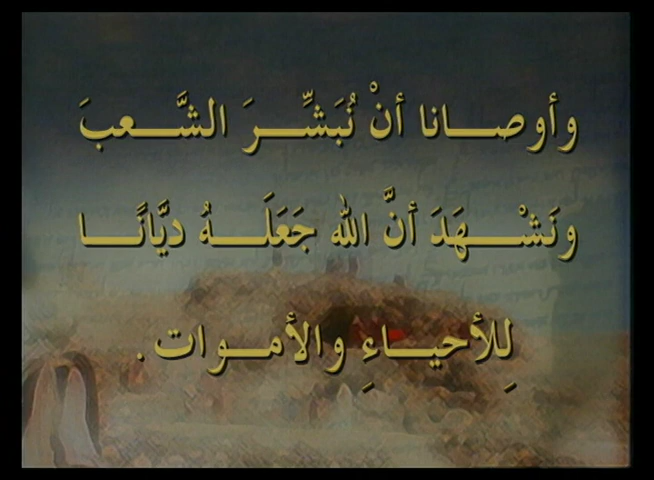 وأوصانا أنْ نُبَشِّرَ الشَّعبَ
ونَشْهَدَ أنَّ الله جَعَلَهُ ديَّانًا
لِلأحياءِ والأموات.